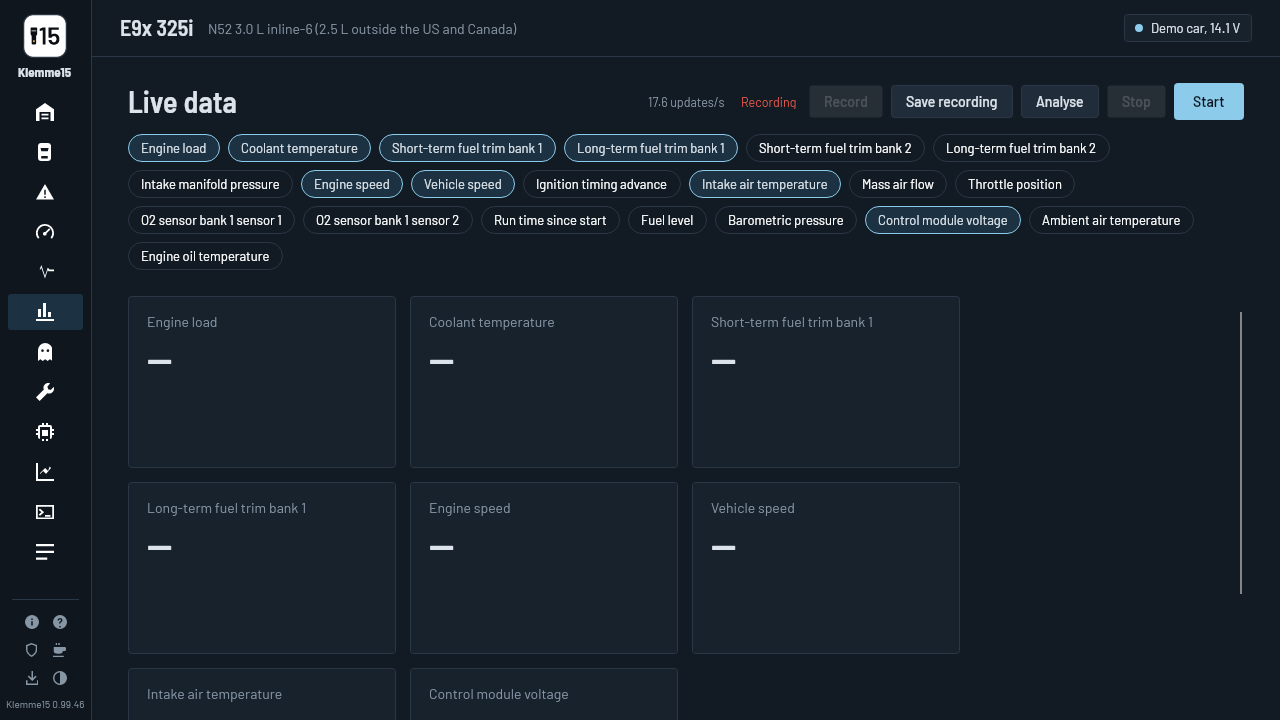 15
Klemme15
E9x 325i
N52 3.0 L inline-6 (2.5 L outside the US and Canada)
Demo car, 14.1 V
Live data
17.6 updates/s
Recording
Record
Save recording
Analyse
Stop
Start
Engine load
Coolant temperature
Short-term fuel trim bank 1
Long-term fuel trim bank 1
Short-term fuel trim bank 2
Long-term fuel trim bank 2
Intake manifold pressure
Engine speed
Vehicle speed
Ignition timing advance
Intake air temperature
Mass air flow
Throttle position
O2 sensor bank 1 sensor 1
O2 sensor bank 1 sensor 2
Run time since start
Fuel level
Barometric pressure
Control module voltage
Ambient air temperature
Engine oil temperature
Engine load
—
Coolant temperature
—
Short-term fuel trim bank 1
—
Long-term fuel trim bank 1
—
Engine speed
—
Vehicle speed
—
Intake air temperature
Control module voltage
Klemme15 0.99.46